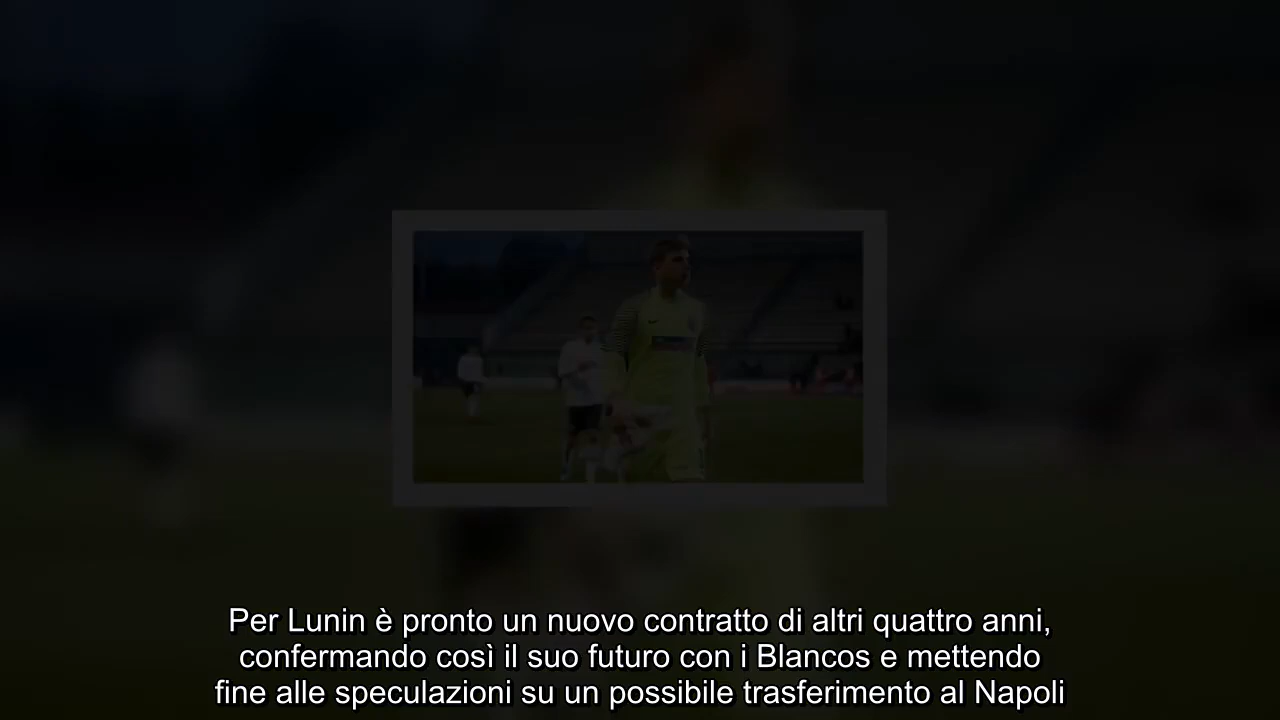 Per Lunin è pronto un nuovo contratto di altri quattro anni,
confermando così il suo futuro con i Blancos e mettendo
fine alle speculazioni su un possibile trasferimento al Napoli